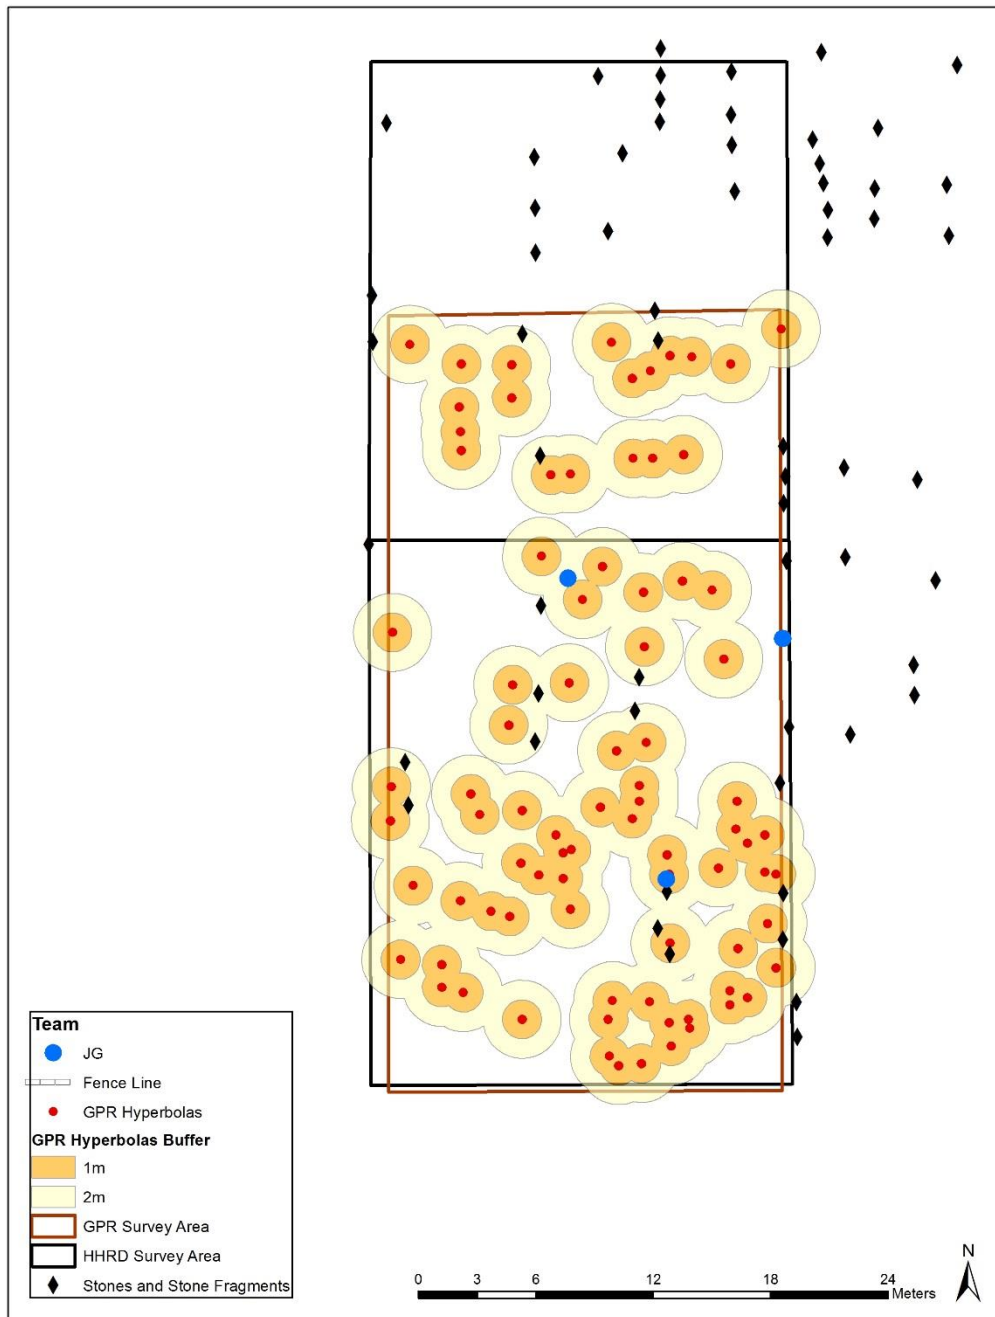 Team
JG
Fence Line
GPR Hyperbolas
GPR Hyperbolas Buffer
1m
2m
GPR Survey Area
HHRD Survey Area
Stones and Stone Fragments
0 3 6 12 18 24
Meters
N